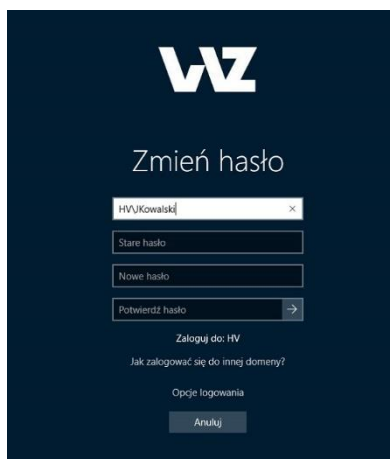 WZ
Zmień hasło
HV\JKowalski
Stare hasło
Nowe hasło
Potwierdź hasło
Zaloguj do: HV
Jak zalogować się do innej domeny?
Opcje logowania
Anuluj